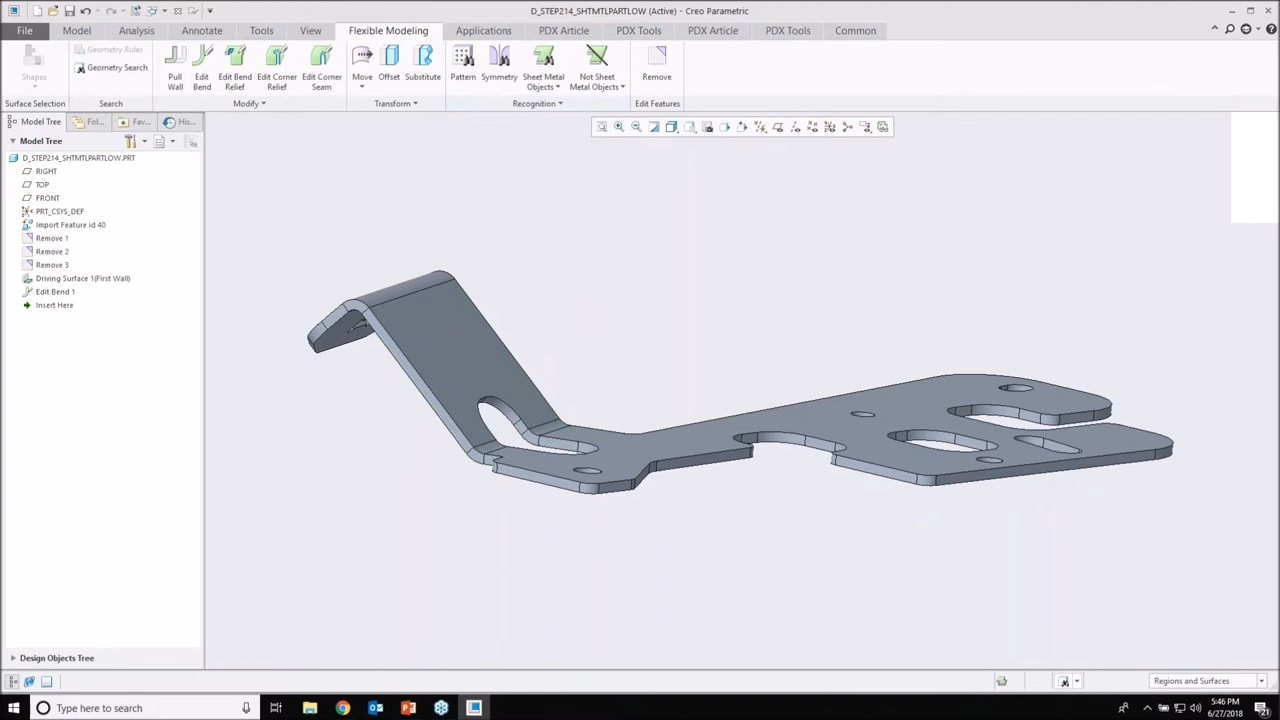 D_STEP214_SHTMTLPARTLOW (Active) - Creo Parametric
File Model Analysis Annotate Tools View Flexible Modeling Applications PDX Article PDX Tools PDX Article PDX Tools Common
Shapes
Surface Selection
Geometry Rules
Geometry Search
Search
Pull Wall
Edit Bend
Edit Bend Relief
Edit Corner Relief
Edit Corner Seam
Modify
Move
Offset
Substitute
Transform
Pattern
Symmetry
Sheet Metal Objects
Not Sheet Metal Objects
Recognition
Remove
Edit Features
Model Tree Fol... Fav... His...
Model Tree
D_STEP214_SHTMTLPARTLOW.PRT
RIGHT
TOP
FRONT
PRT_CSYS_DEF
Import Feature id 40
Remove 1
Remove 2
Remove 3
Driving Surface 1(First Wall)
Edit Bend 1
Insert Here
Design Objects Tree
Regions and Surfaces
Type here to search
5:46 PM
6/27/2018
21